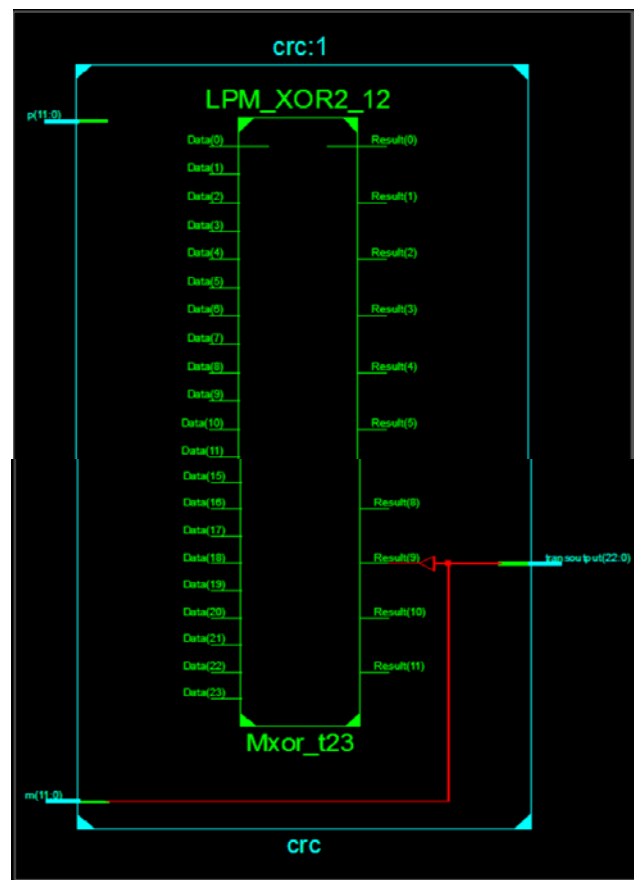 crc:1
LPM_XOR2_12
p(11:0)
Data(0) Result(0)
Data(1)
Data(2) Result(1)
Data(3)
Data(4) Result(2)
Data(5)
Data(6) Result(3)
Data(7)
Data(8) Result(4)
Data(9)
Data(10) Result(5)
Data(11)
Data(15)
Data(16) Result(8)
Data(17)
Data(18) Result(9) transoutput(22:0)
Data(19)
Data(20) Result(10)
Data(21)
Data(22) Result(11)
Data(23)
Mxor_t23
m(11:0)
crc